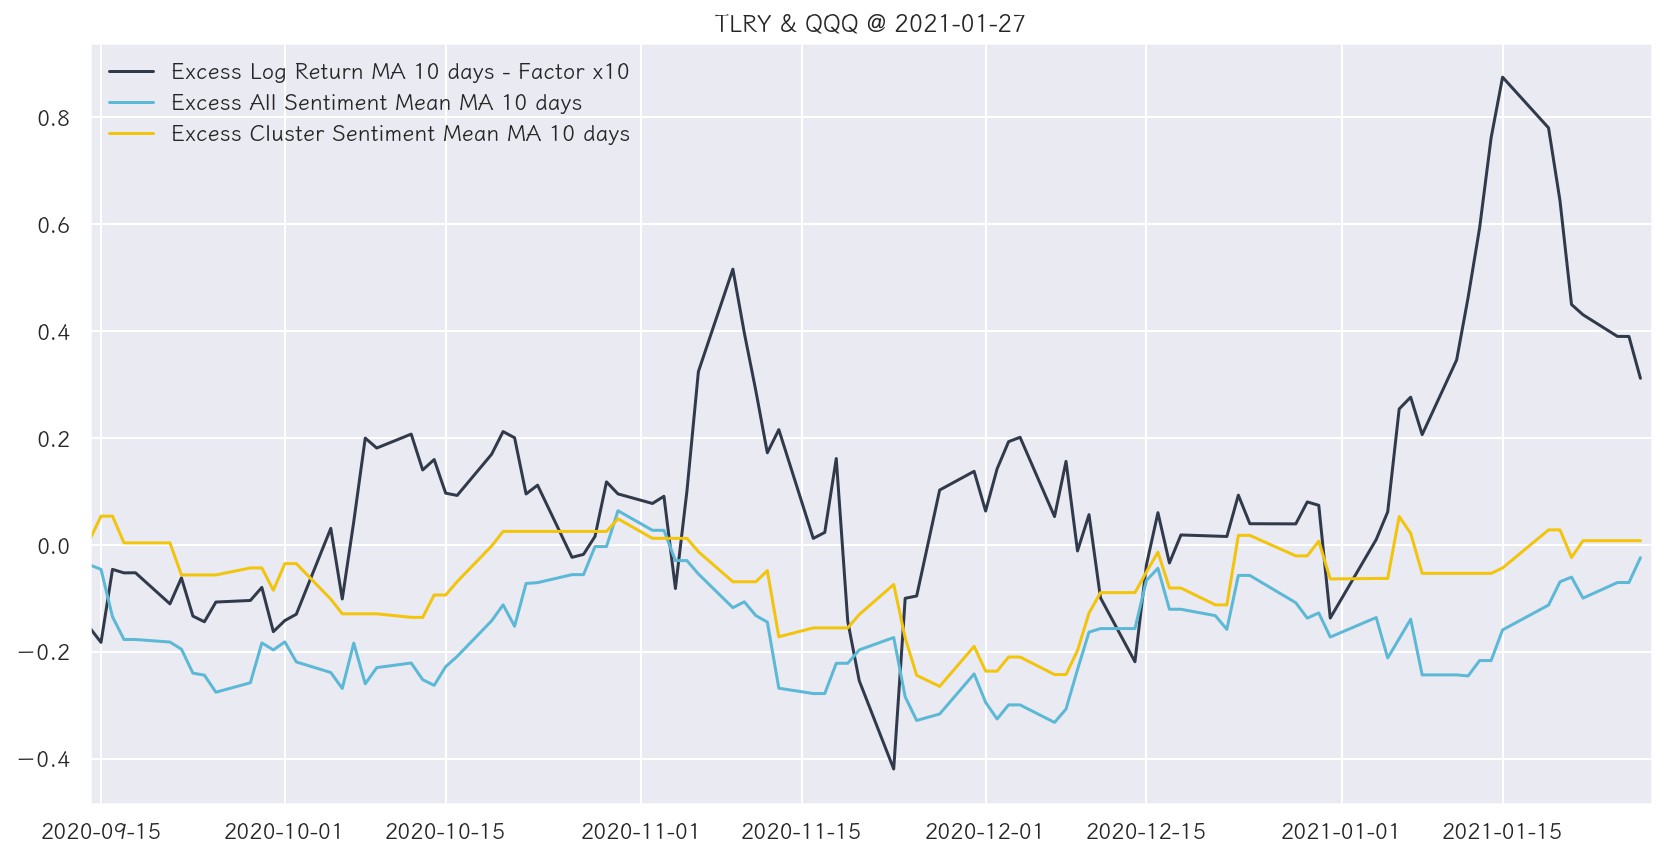 TLRY & QQQ @ 2021-01-27
Excess Log Return MA 10 days - Factor x10
Excess All Sentiment Mean MA 10 days
Excess Cluster Sentiment Mean MA 10 days
0.8
0.6
0.4
0.2
0.0
−0.2
−0.4
2020-09-15 2020-10-01 2020-10-15 2020-11-01 2020-11-15 2020-12-01 2020-12-15 2021-01-01 2021-01-15